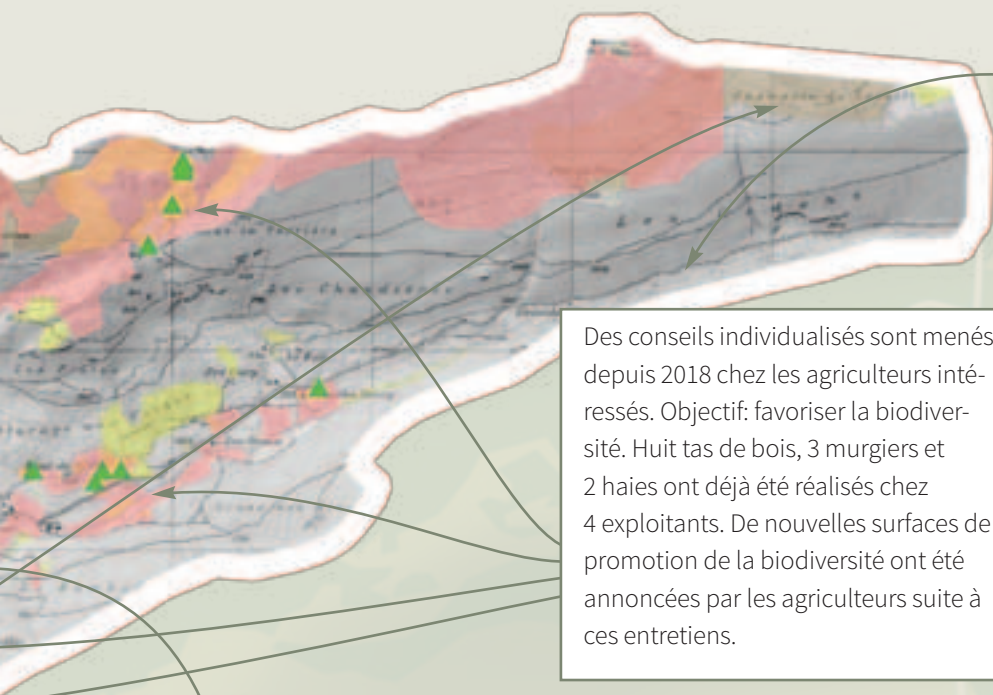 Des conseils individualisés sont menés
depuis 2018 chez les agriculteurs inté-
ressés. Objectif: favoriser la biodiver-
sité. Huit tas de bois, 3 murgiers et
2 haies ont déjà été réalisés chez
4 exploitants. De nouvelles surfaces de
promotion de la biodiversité ont été
annoncées par les agriculteurs suite à
ces entretiens.